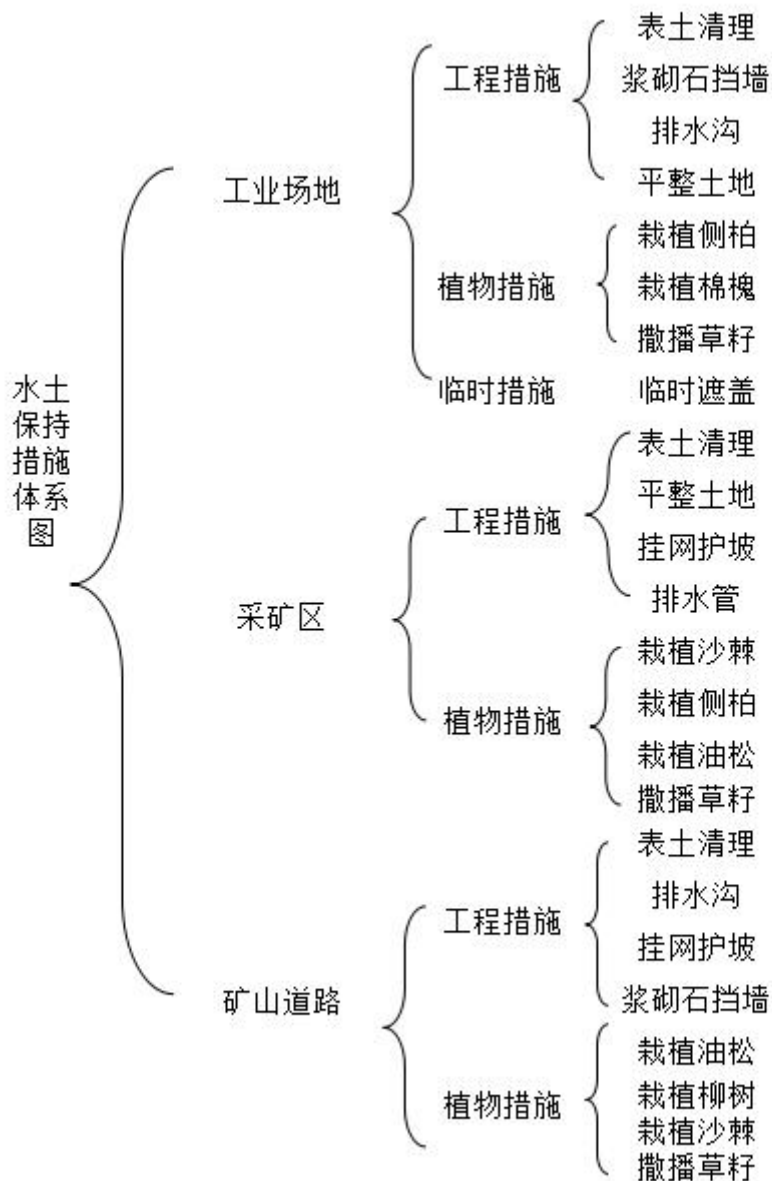 水土
保持
措施
体系
图
工业场地
工程措施
表土清理
浆砌石挡墙
排水沟
平整土地
植物措施
栽植侧柏
栽植棉槐
撒播草籽
临时措施
临时遮盖
采矿区
工程措施
表土清理
平整土地
挂网护坡
排水管
植物措施
栽植沙棘
栽植侧柏
栽植油松
撒播草籽
矿山道路
工程措施
表土清理
排水沟
挂网护坡
浆砌石挡墙
植物措施
栽植油松
栽植柳树
栽植沙棘
撒播草籽